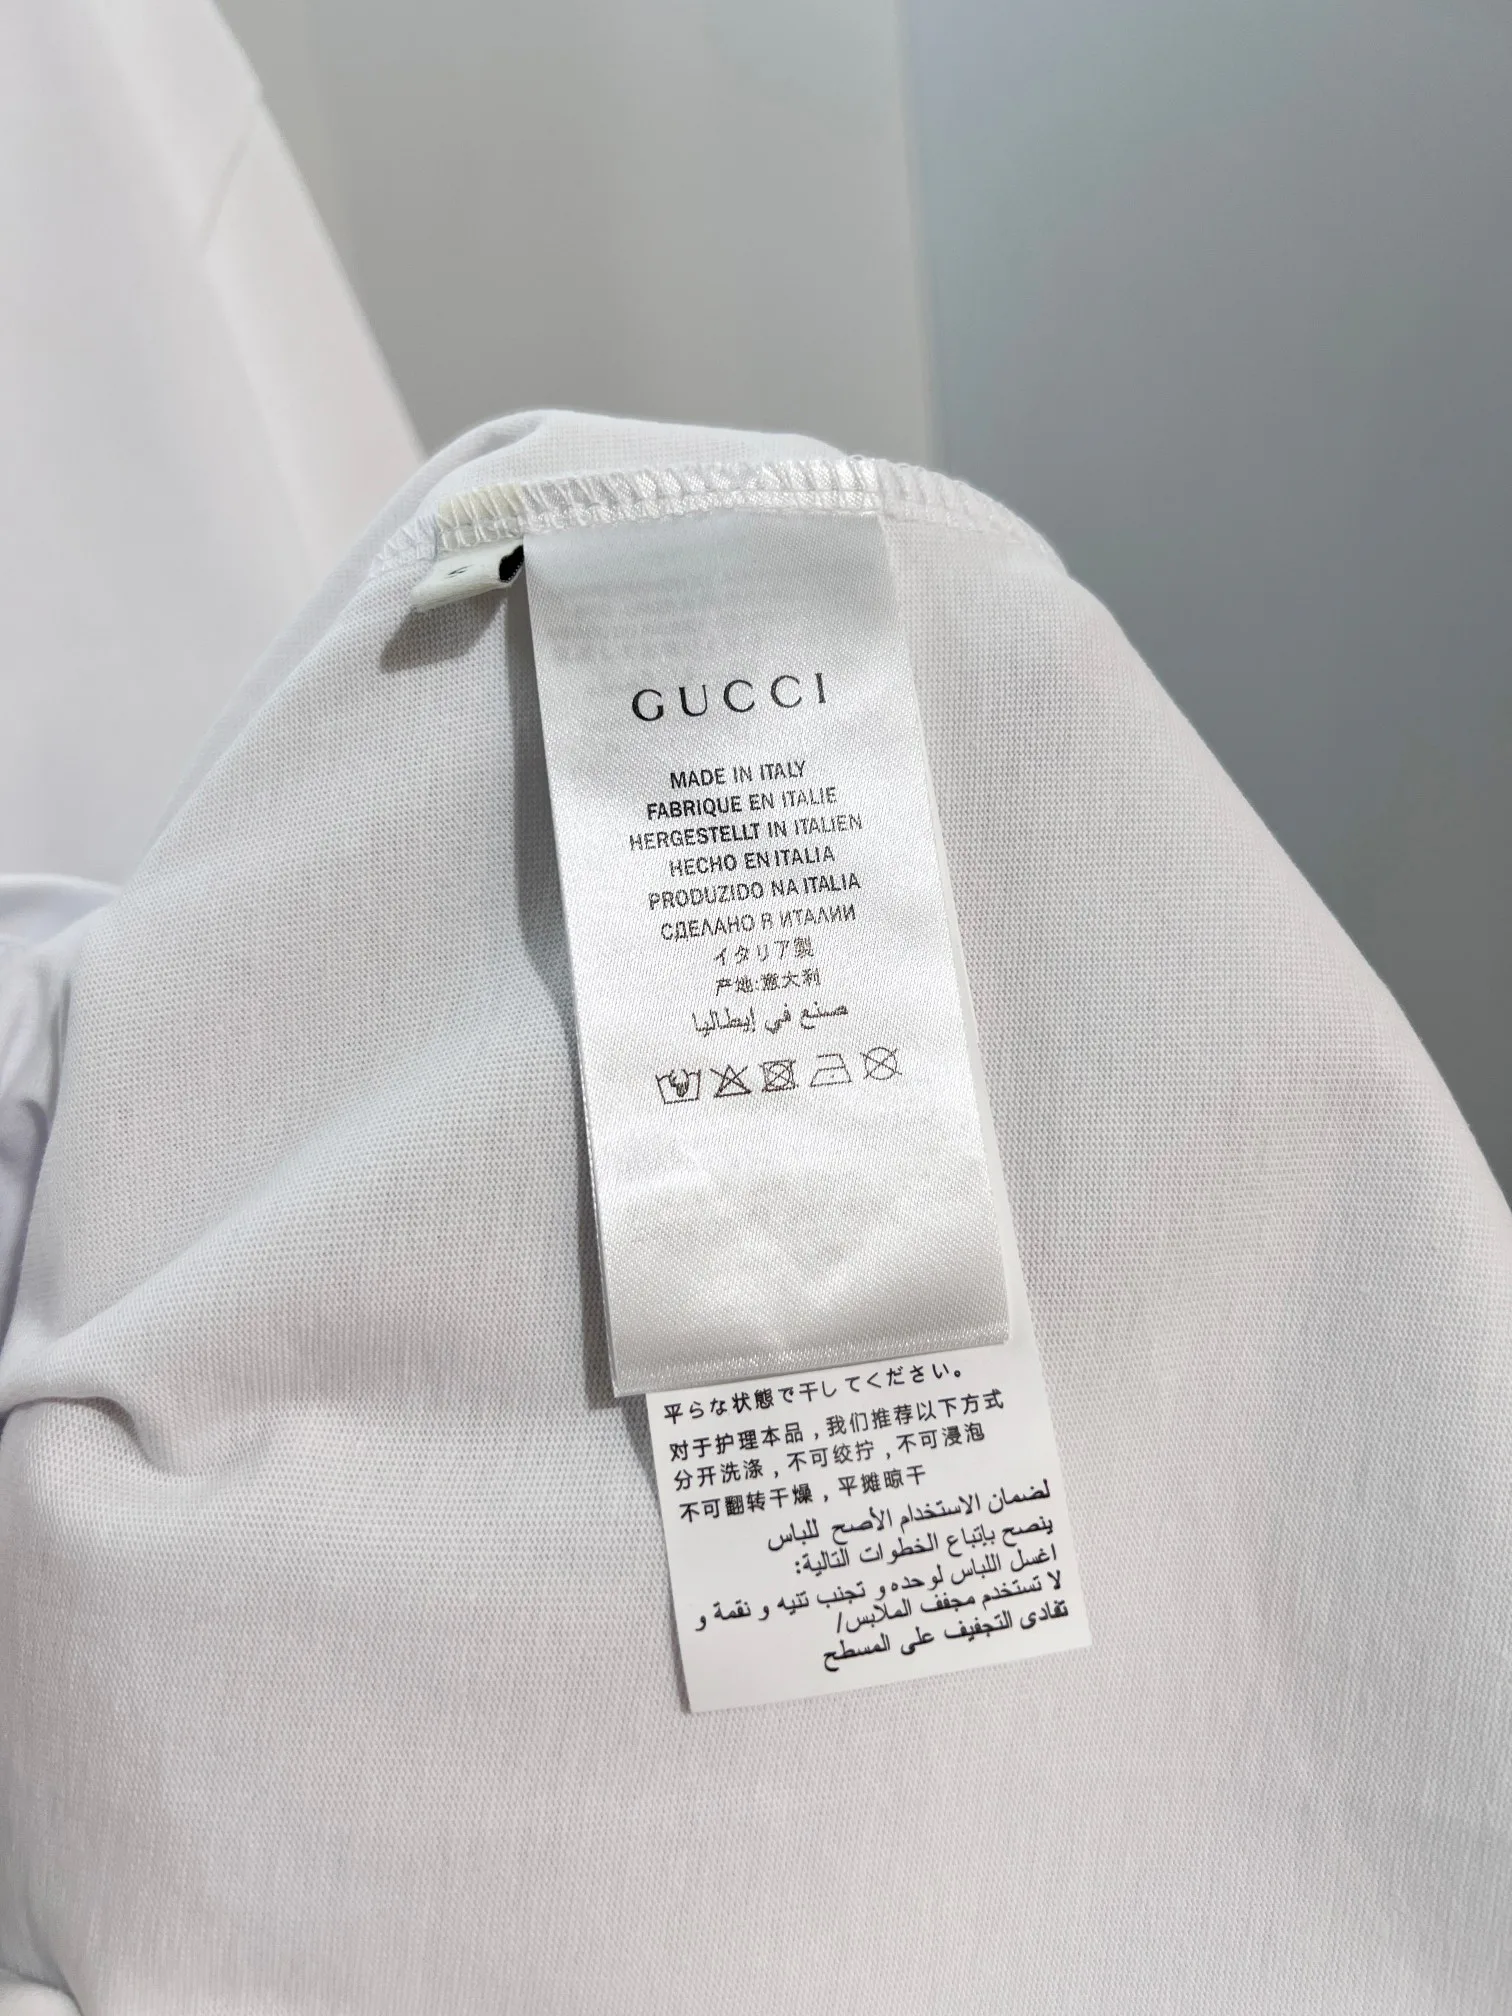 GUCCI
MADE IN ITALY
FABRIQUE EN ITALIE
HERGESTELLT IN ITALIEN
HECHO EN ITALIA
PRODUZIDO NA ITALIA
СДЕЛАНО В ИТАЛИИ
イタリア製
产地:意大利
صنع في إيطاليا
平らな状態で干してください。
对于护理本品，我们推荐以下方式
分开洗涤，不可绞拧，不可浸泡
不可翻转干燥，平摊晾干
لضمان الاستخدام الأصح للباس
ينصح بإتباع الخطوات التالية:
اغسل اللباس لوحده و تجنب تنيه و نقمة و
لا تستخدم مجفف الملابس/
تفادى التجفيف على المسطح